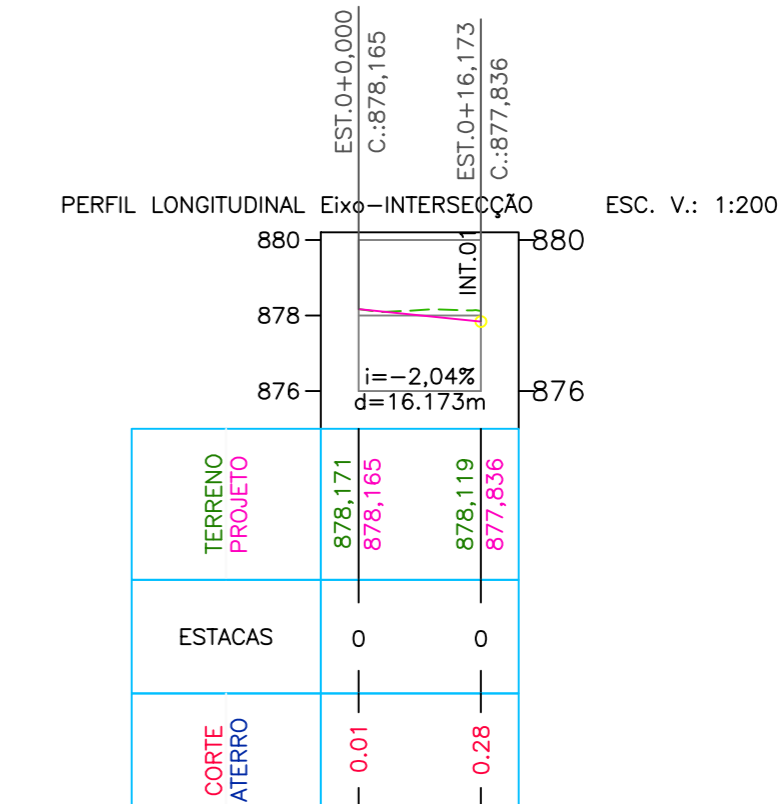 EST.0+0,000
C.:878,165
EST.0+16,173
C.:877,836
PERFIL LONGITUDINAL Eixo-INTERSECÇÃO
ESC. V.: 1:200
880
880
INT.01
878
876
876
i=-2,04%
d=16.173m
TERRENO
PROJETO
878,171
878,165
878,119
877,836
ESTACAS
0
0
CORTE
ATERRO
0.01
0.28